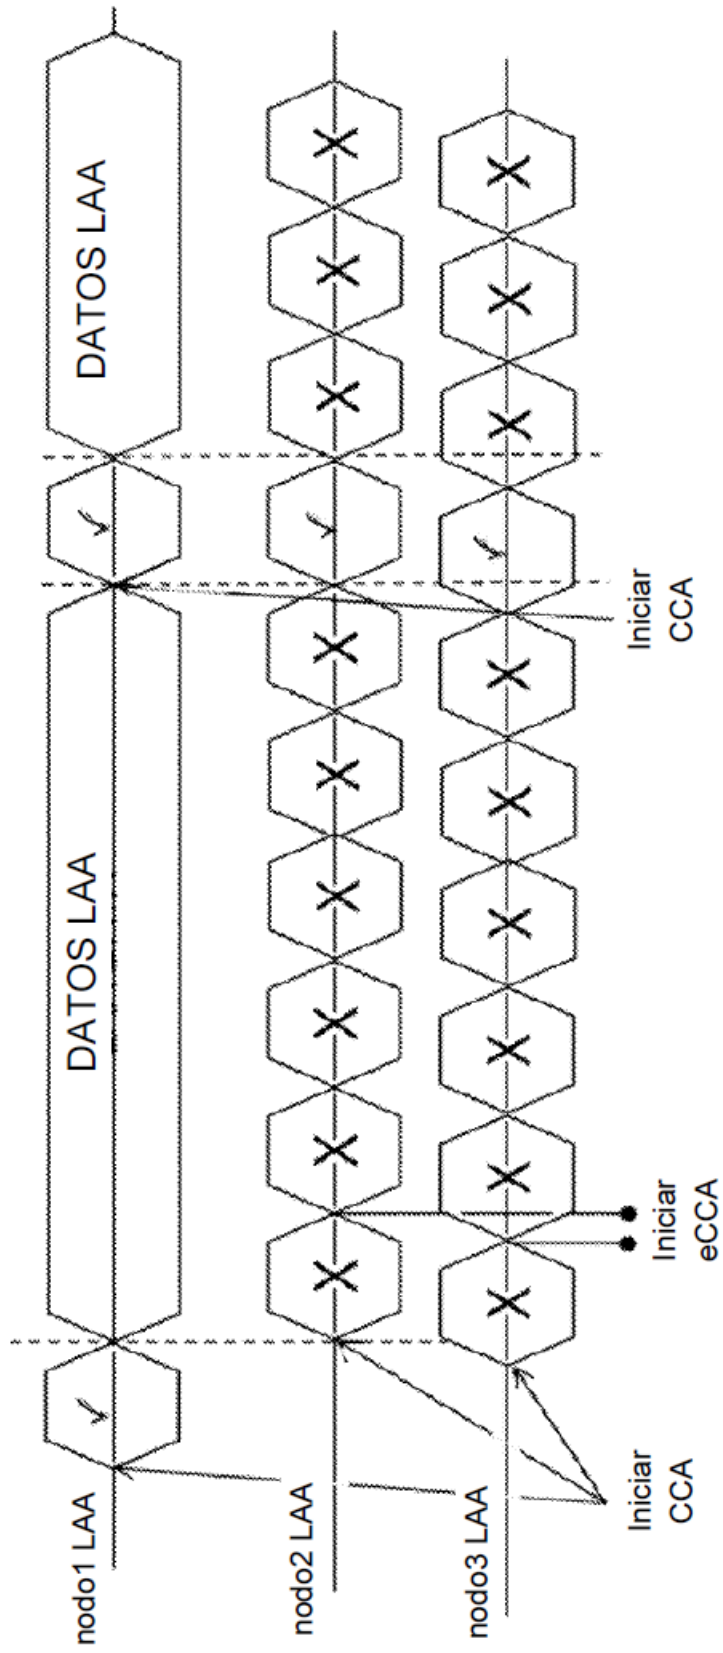 nodo1 LAA
DATOS LAA
DATOS LAA
nodo2 LAA
nodo3 LAA
Iniciar
CCA
Iniciar
eCCA
Iniciar
CCA